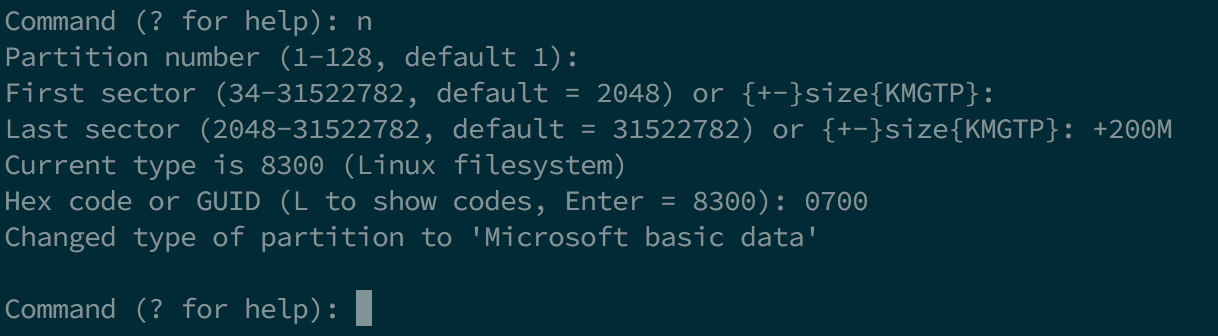 Command (? for help): n
Partition number (1-128, default 1):
First sector (34-31522782, default = 2048) or {+-}size{KMGTP}:
Last sector (2048-31522782, default = 31522782) or {+-}size{KMGTP}: +200M
Current type is 8300 (Linux filesystem)
Hex code or GUID (L to show codes, Enter = 8300): 0700
Changed type of partition to 'Microsoft basic data'
Command (? for help):